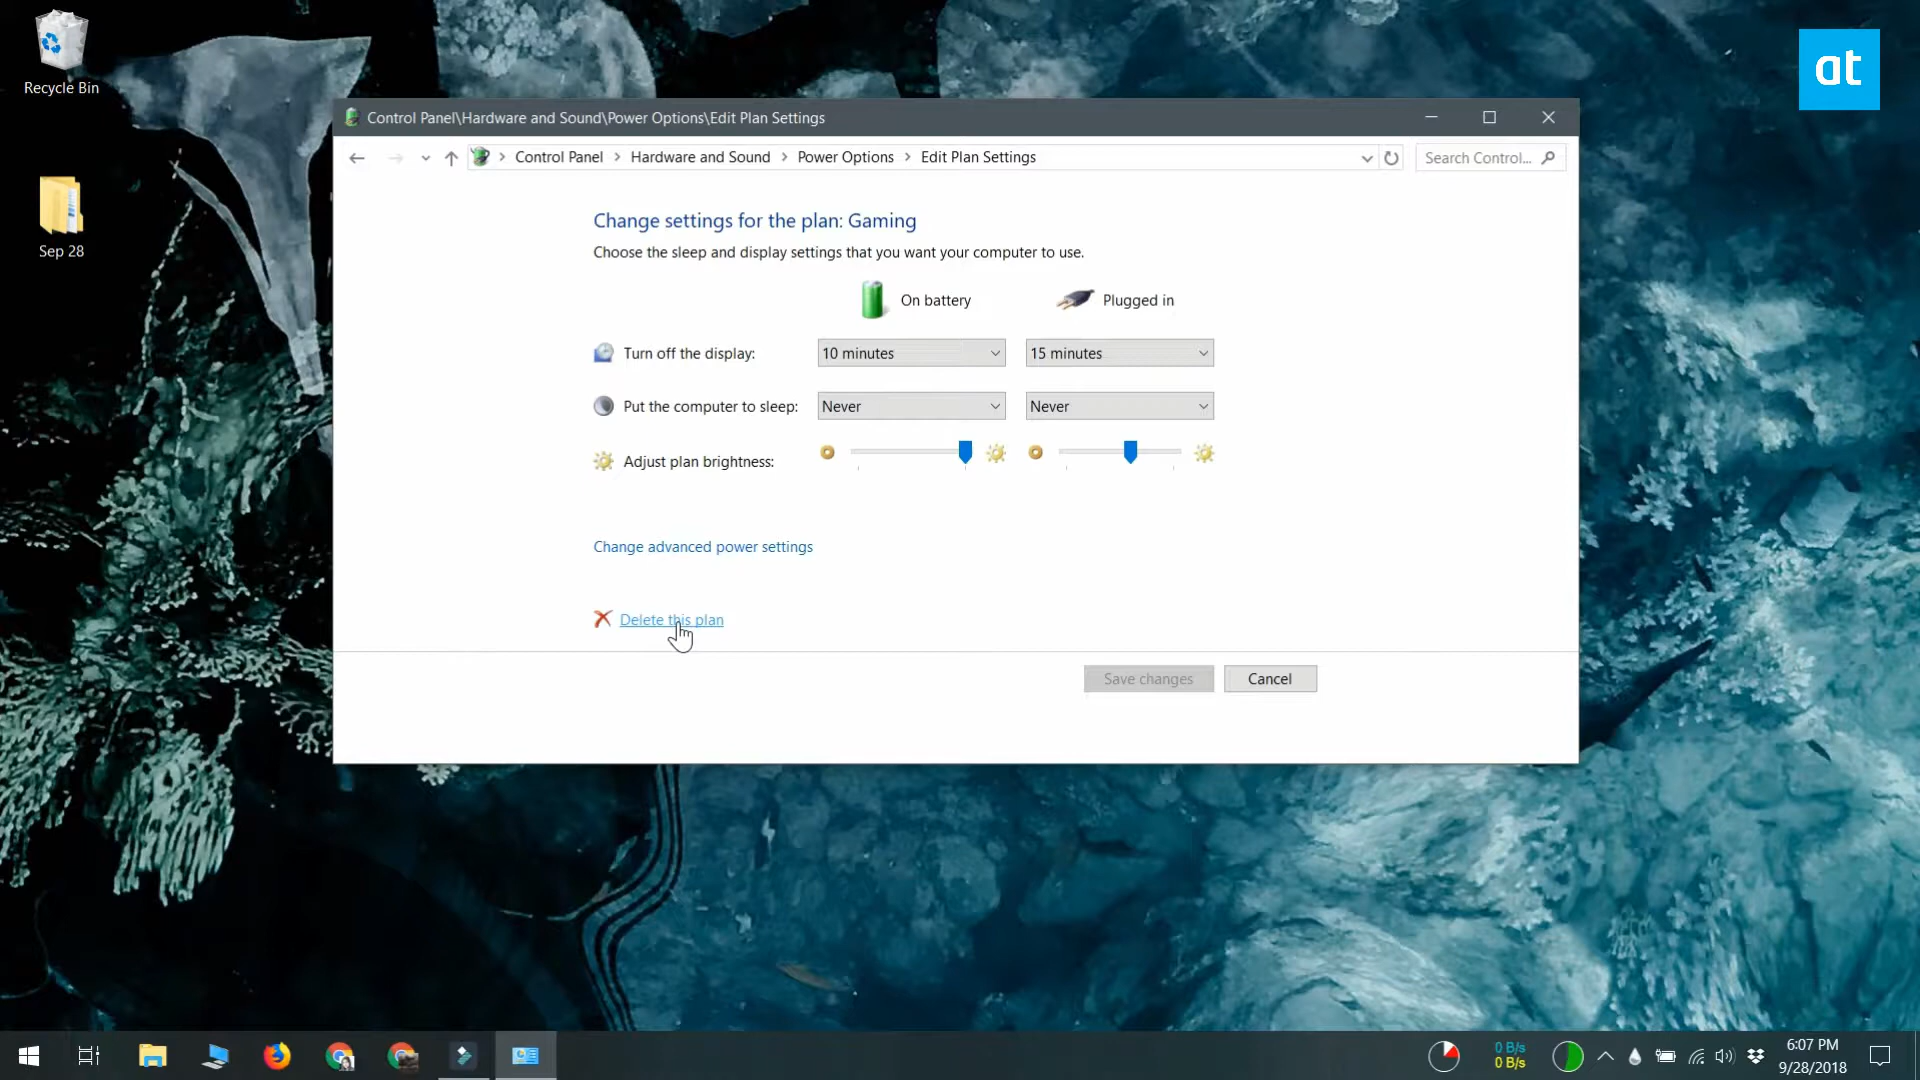 Recycle Bin
at
Control Panel\Hardware and Sound\Power Options\Edit Plan Settings
Control Panel > Hardware and Sound > Power Options > Edit Plan Settings
Search Control...
Sep 28
Change settings for the plan: Gaming
Choose the sleep and display settings that you want your computer to use.
On battery
Plugged in
Turn off the display: 10 minutes 15 minutes
Put the computer to sleep: Never Never
Adjust plan brightness:
Change advanced power settings
Delete this plan
Save changes
Cancel
0 B/s
0 B/s
6:07 PM
9/28/2018